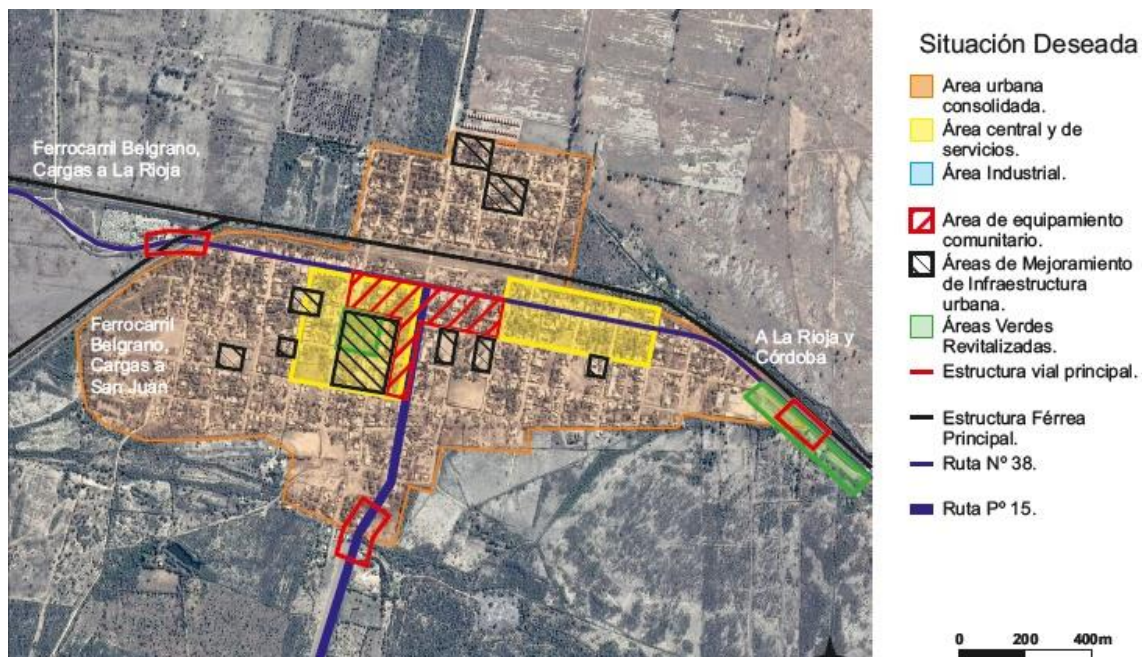 Situación Deseada
Area urbana
consolidada.
Área central y de
servicios.
Área Industrial.
Area de equipamiento
comunitario.
Áreas de Mejoramiento
de Infraestructura
urbana.
Áreas Verdes
Revitalizadas.
Estructura vial principal.
Estructura Férrea
Principal.
Ruta Nº 38.
Ruta Pº 15.
0 200 400m
Ferrocarril Belgrano,
Cargas a La Rioja
Ferrocarril
Belgrano,
Cargas a
San Juan
A La Rioja y
Córdoba